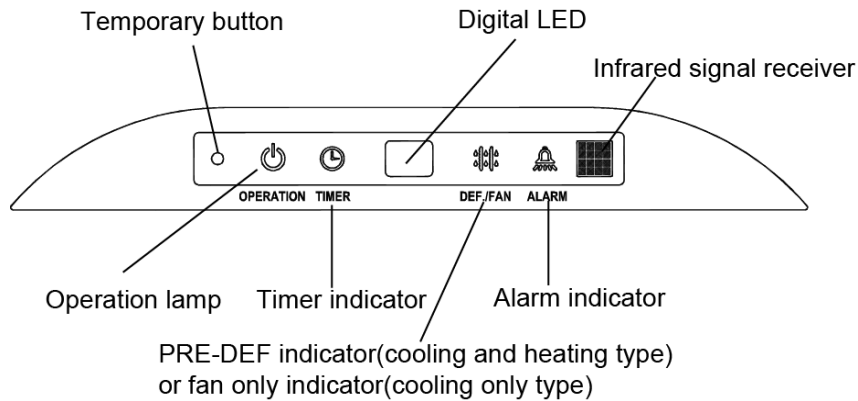 Temporary button
Digital LED
Infrared signal receiver
OPERATION TIMER DEF./FAN ALARM
Operation lamp
Timer indicator
Alarm indicator
PRE-DEF indicator(cooling and heating type)
or fan only indicator(cooling only type)